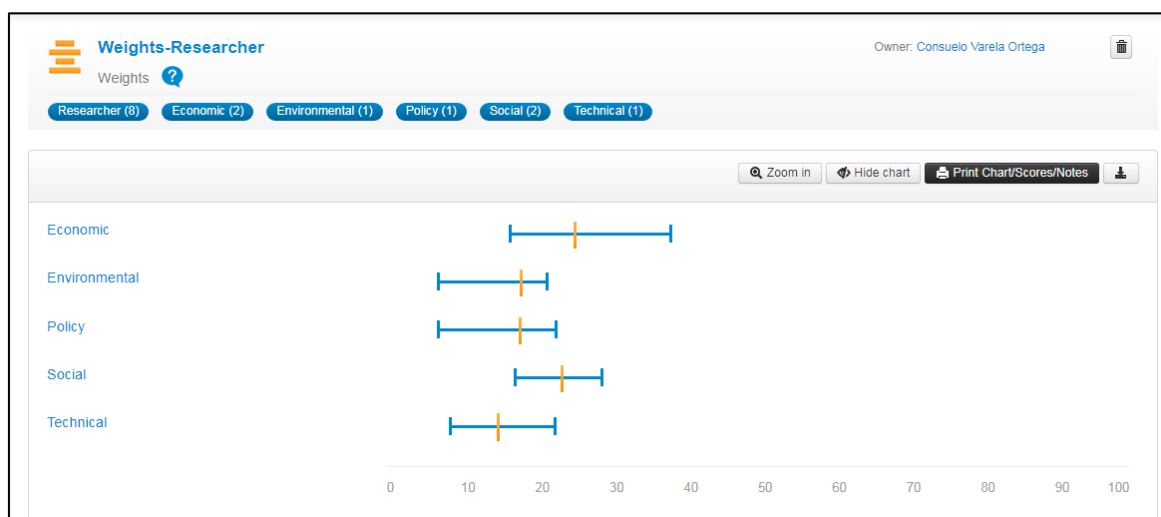 Weights-Researcher
Owner: Consuelo Varela Ortega
Weights ?
Researcher (8) Economic (2) Environmental (1) Policy (1) Social (2) Technical (1)
Zoom in Hide chart Print Chart/Scores/Notes
Economic
Environmental
Policy
Social
Technical
0 10 20 30 40 50 60 70 80 90 100